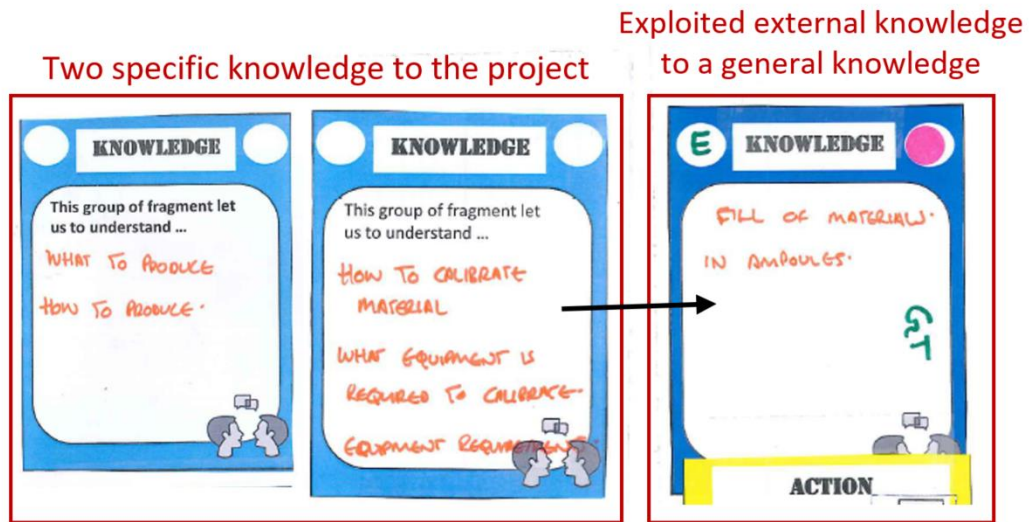 Two specific knowledge to the project
Exploited external knowledge
to a general knowledge
KNOWLEDGE
This group of fragment let
us to understand ...
WHAT TO PRODUCE
HOW TO PRODUCE.
KNOWLEDGE
This group of fragment let
us to understand ...
HOW TO CALIBRATE
MATERIAL
WHAT EQUIPMENT IS
REQUIRED TO CALIBRATE.
EQUIPMENT REQUIREMENTS.
E
KNOWLEDGE
FILL OF MATERIALS.
IN AMPOULES.
ACTION